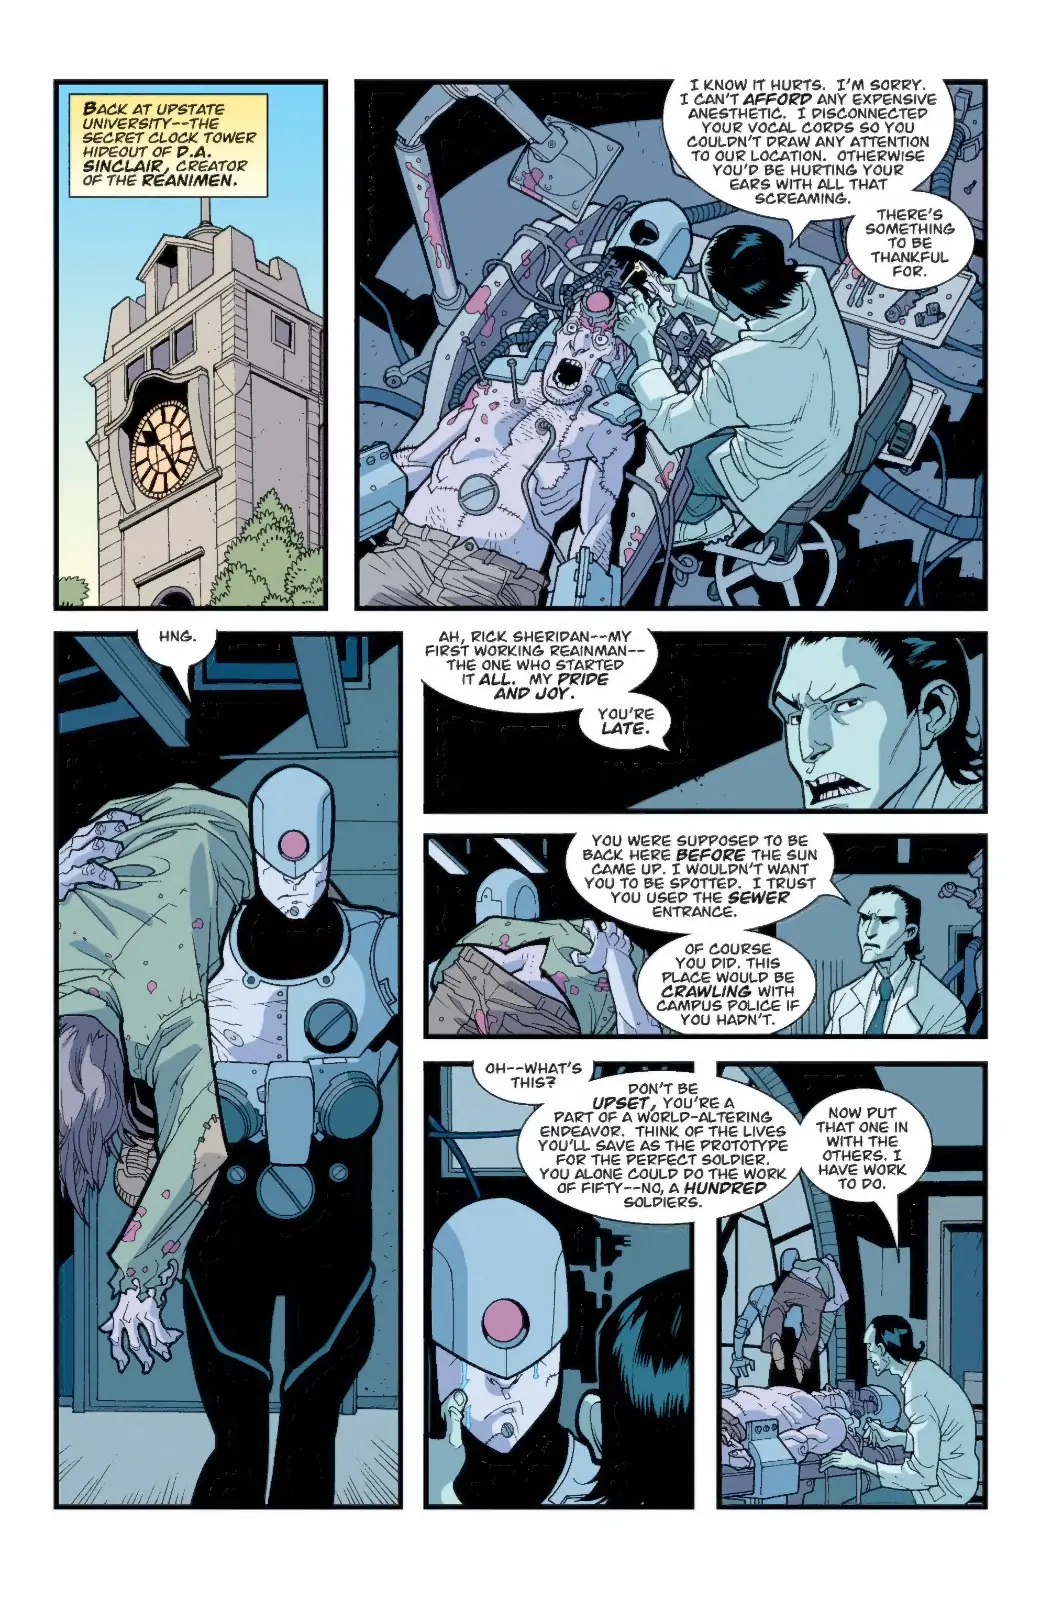 BACK AT UPSTATE
UNIVERSITY--THE
SECRET CLOCK TOWER
HIDEOUT OF D.A.
SINCLAIR, CREATOR
OF THE REANIMEN.
I KNOW IT HURTS. I'M SORRY.
I CAN'T AFFORD ANY EXPENSIVE
ANESTHETIC. I DISCONNECTED
YOUR VOCAL CORDS SO YOU
COULDN'T DRAW ANY ATTENTION
TO OUR LOCATION. OTHERWISE
YOU'D BE HURTING YOUR
EARS WITH ALL THAT
SCREAMING.
THERE'S
SOMETHING
TO BE
THANKFUL
FOR.
HNG.
AH, RICK SHERIDAN--MY
FIRST WORKING REAINMAN--
THE ONE WHO STARTED
IT ALL. MY PRIDE
AND JOY.
YOU'RE
LATE.
YOU WERE SUPPOSED TO BE
BACK HERE BEFORE THE SUN
CAME UP. I WOULDN'T WANT
YOU TO BE SPOTTED. I TRUST
YOU USED THE SEWER
ENTRANCE.
OF COURSE
YOU DID. THIS
PLACE WOULD BE
CRAWLING WITH
CAMPUS POLICE IF
YOU HADN'T.
OH--WHAT'S
THIS?
DON'T BE
UPSET, YOU'RE A
PART OF A WORLD-ALTERING
ENDEAVOR. THINK OF THE LIVES
YOU'LL SAVE AS THE PROTOTYPE
FOR THE PERFECT SOLDIER.
YOU ALONE COULD DO THE WORK
OF FIFTY--NO, A HUNDRED
SOLDIERS.
NOW PUT
THAT ONE IN
WITH THE
OTHERS. I
HAVE WORK
TO DO.